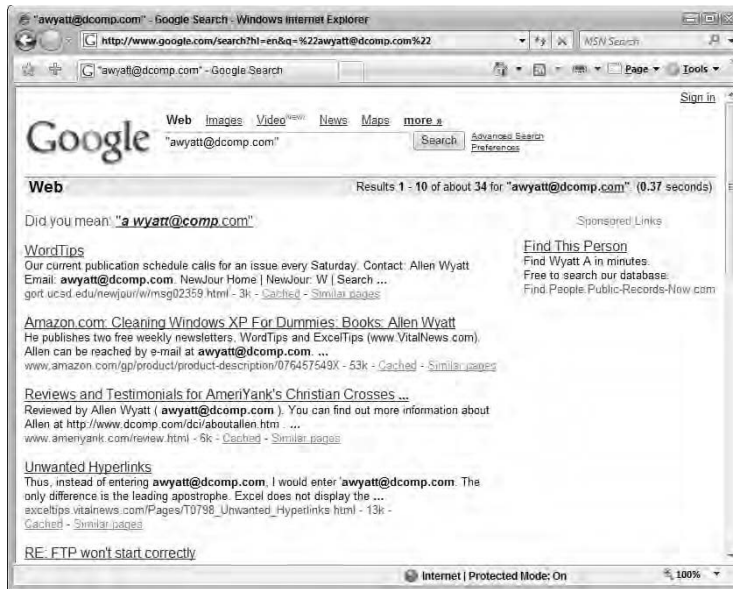 "awyatt@dcomp.com" - Google Search - Windows Internet Explorer
http://www.google.com/search?hl=en&q=%22awyatt@dcomp.com%22
MSN Search
"awyatt@dcomp.com" - Google Search
Page
Tools
Sign in
Google
Web Images Video New! News Maps more »
"awyatt@dcomp.com"
Search
Advanced Search
Preferences
Web
Results 1 - 10 of about 34 for "awyatt@dcomp.com" (0.37 seconds)
Did you mean: "a wyatt@comp.com"
Sponsored Links
WordTips
Our current publication schedule calls for an issue every Saturday. Contact: Allen Wyatt
Email: awyatt@dcomp.com. NewJour Home | NewJour: W | Search ...
gort.ucsd.edu/newjour/w/msg02359.html - 3k - Cached - Similar pages
Find This Person
Find Wyatt A in minutes.
Free to search our database.
Find.People.Public-Records-Now.com
Amazon.com: Cleaning Windows XP For Dummies: Books: Allen Wyatt
He publishes two free weekly newsletters, WordTips and ExcelTips (www.VitalNews.com).
Allen can be reached by e-mail at awyatt@dcomp.com. ...
www.amazon.com/gp/product/product-description/076457549X - 53k - Cached - Similar pages
Reviews and Testimonials for AmeriYank's Christian Crosses ...
Reviewed by Allen Wyatt ( awyatt@dcomp.com ). You can find out more information about
Allen at http://www.dcomp.com/dci/aboutallen.htm . ...
www.ameriyank.com/review.html - 6k - Cached - Similar pages
Unwanted Hyperlinks
Thus, instead of entering awyatt@dcomp.com, I would enter 'awyatt@dcomp.com. The
only difference is the leading apostrophe. Excel does not display the ...
exceltips.vitalnews.com/Pages/T0798_Unwanted_Hyperlinks.html - 13k -
Cached - Similar pages
RE: FTP won't start correctly
Internet | Protected Mode: On
100%